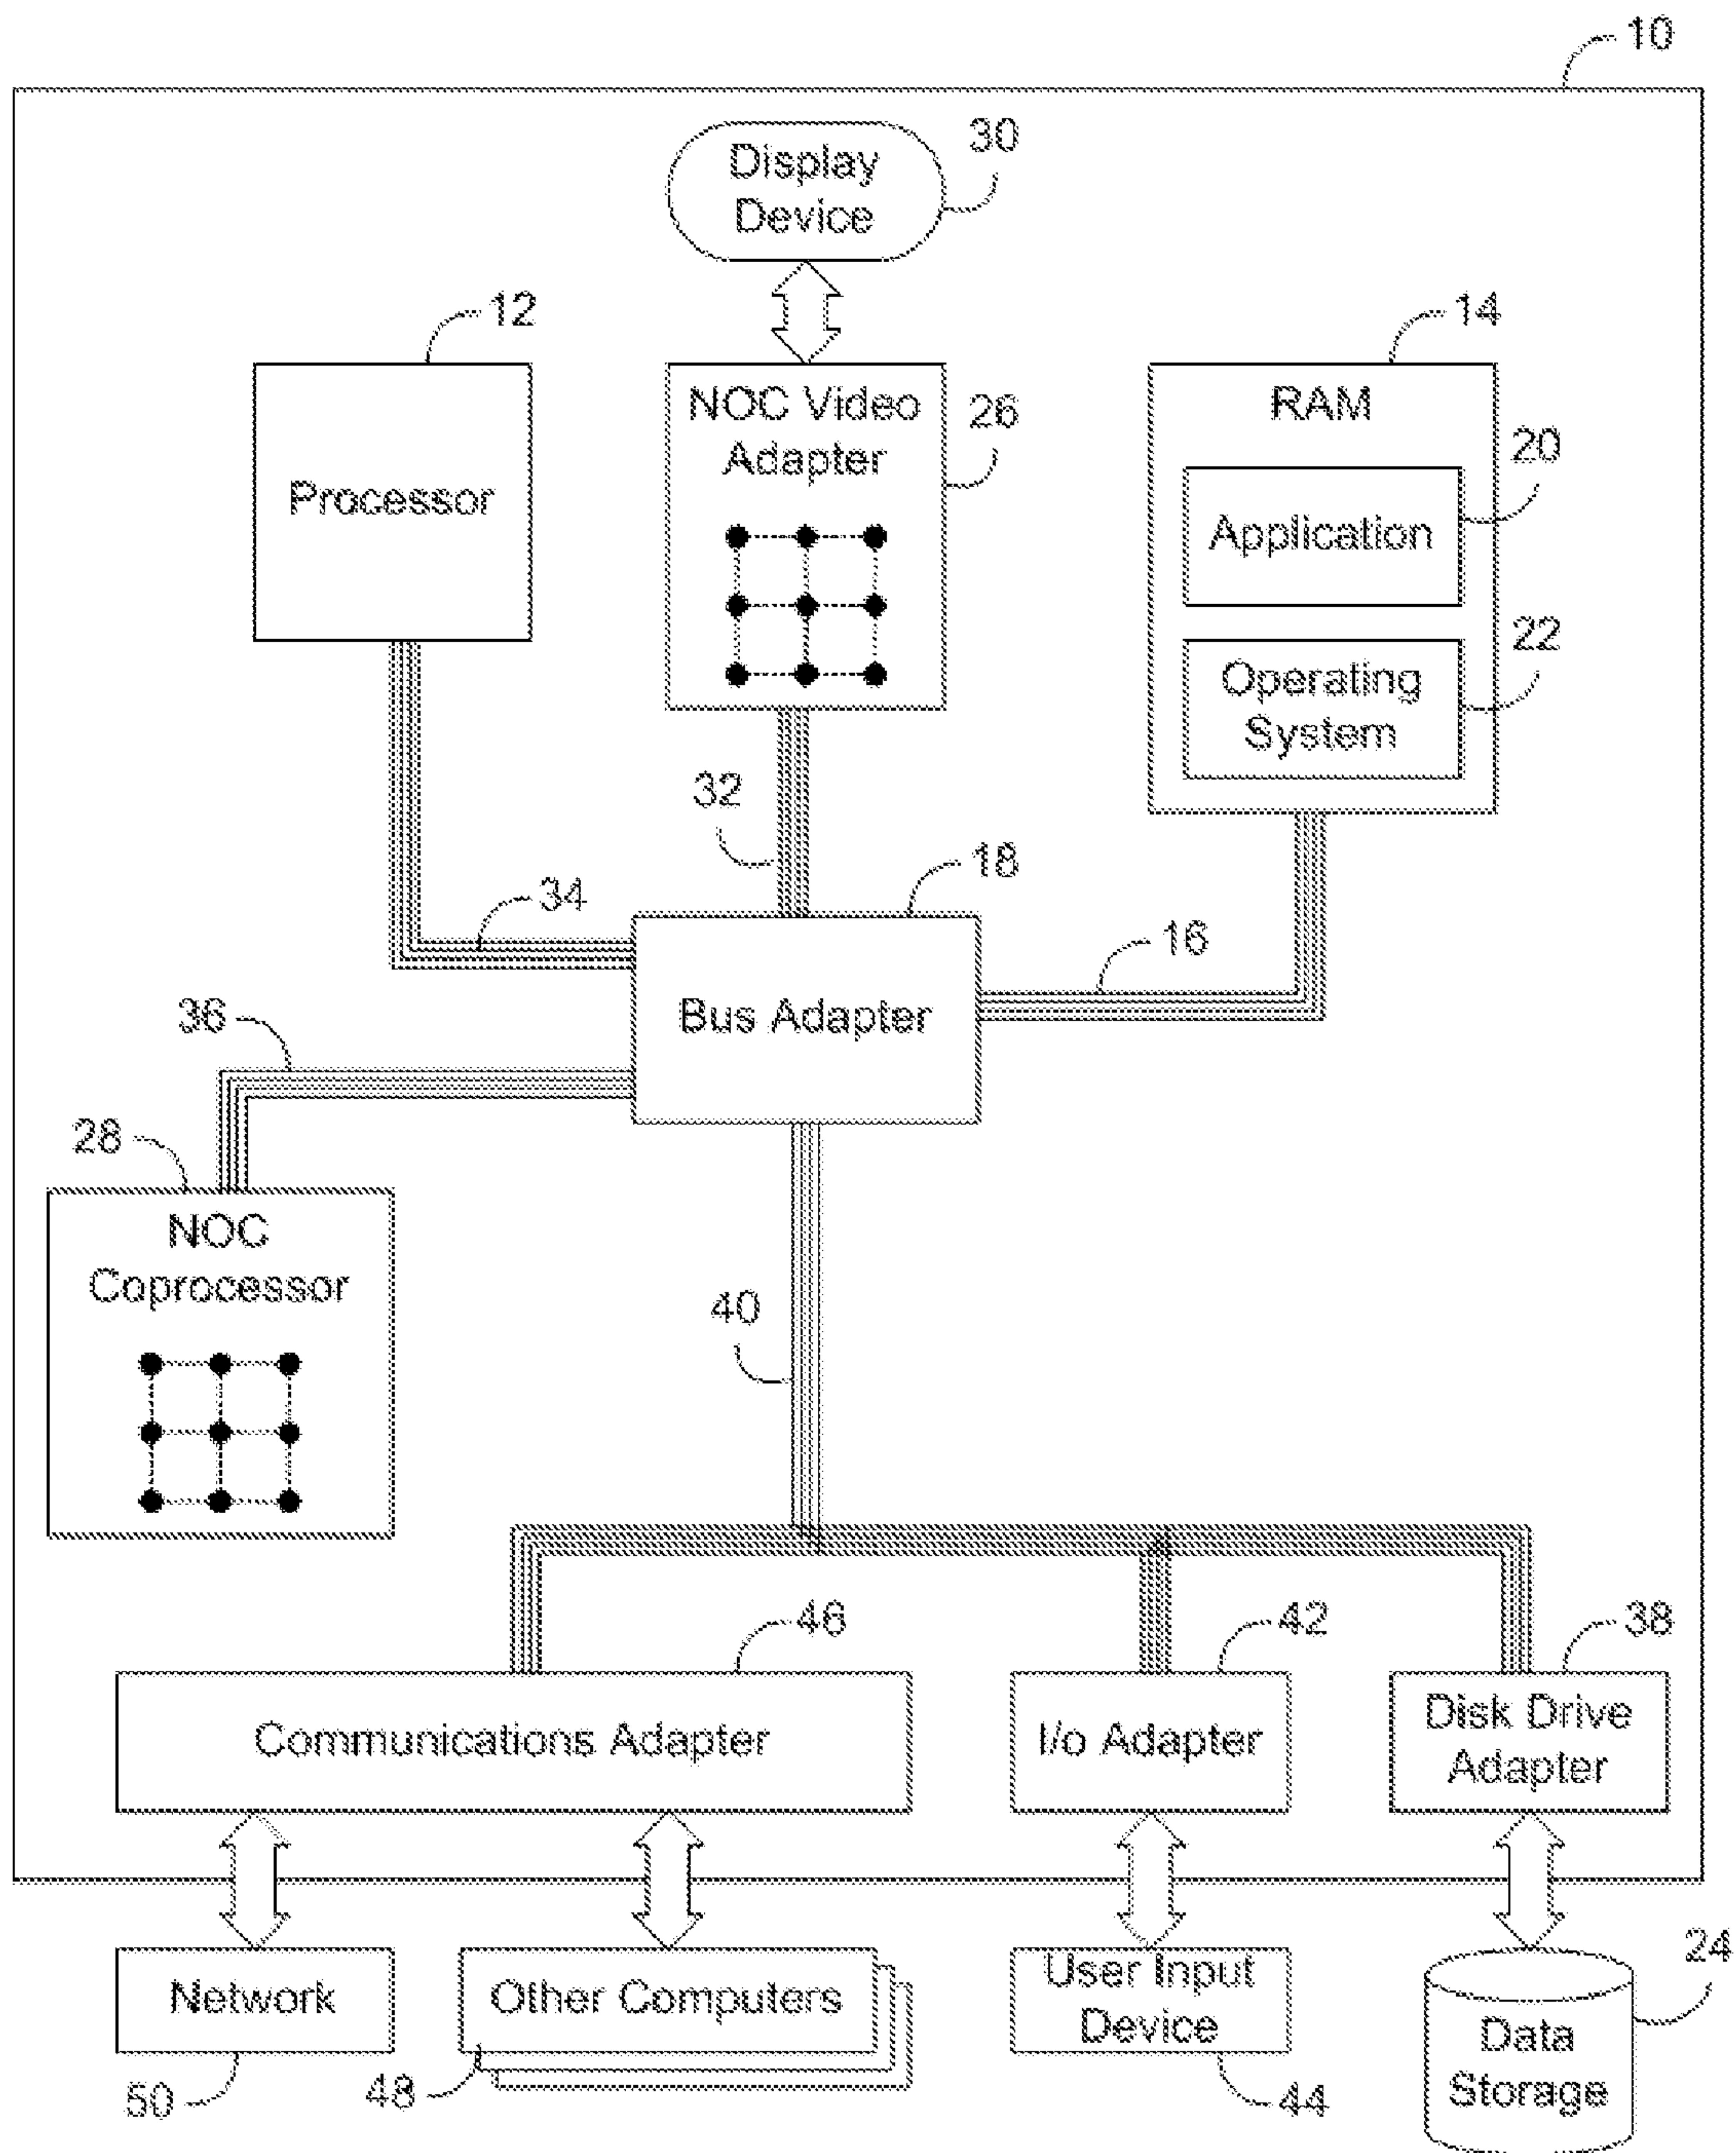 10
Display
Device
30
12
14
NOC Video
Adapter
26
RAM
20
Processor
Application
22
Operating
System
32
18
34
16
Bus Adapter
36
28
NOC
Coprocessor
40
46
42
38
Communications Adapter
I/o Adapter
Disk Drive
Adapter
Network
Other Computers
User Input
Device
24
Data
Storage
50
48
44